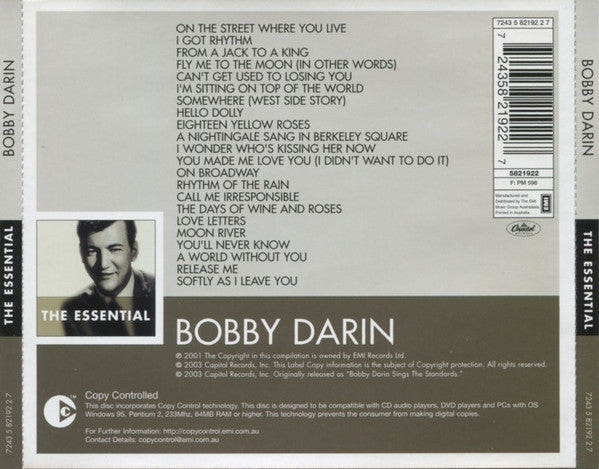 ON THE STREET WHERE YOU LIVE
I GOT RHYTHM
FROM A JACK TO A KING
FLY ME TO THE MOON (IN OTHER WORDS)
CAN'T GET USED TO LOSING YOU
I'M SITTING ON TOP OF THE WORLD
SOMEWHERE (WEST SIDE STORY)
HELLO DOLLY
EIGHTEEN YELLOW ROSES
A NIGHTINGALE SANG IN BERKELEY SQUARE
I WONDER WHO'S KISSING HER NOW
YOU MADE ME LOVE YOU (I DIDN'T WANT TO DO IT)
ON BROADWAY
RHYTHM OF THE RAIN
CALL ME IRRESPONSIBLE
THE DAYS OF WINE AND ROSES
LOVE LETTERS
MOON RIVER
YOU'LL NEVER KNOW
A WORLD WITHOUT YOU
RELEASE ME
SOFTLY AS I LEAVE YOU
7243 5 82192 2 7
7 24358 21922 7
5821922
F: PM 598
Manufactured and
Distributed by The EMI
Music Group Australasia.
Printed in Australia.
EMI
Capitol
THE ESSENTIAL
BOBBY DARIN
℗ 2001 The Copyright in this compilation is owned by EMI Records Ltd.
© 2003 Capitol Records, Inc. This Label Copy information is the subject of Copyright protection. All rights reserved.
© 2003 Capitol Records, Inc. Originally released as "Bobby Darin Sings The Standards."
Copy Controlled
This disc incorporates Copy Control technology. This disc is designed to be compatible with CD audio players, DVD players and PCs with OS
Windows 95, Pentium 2, 233Mhz, 64MB RAM or higher. This technology prevents the consumer from making digital copies.
For Further Information: http://copycontrol.emi.com.au
Contact Details: copycontrol@emi.com.au
BOBBY DARIN
THE ESSENTIAL
7243 5 82192 2 7
BOBBY DARIN
THE ESSENTIAL
7243 5 82192 2 7